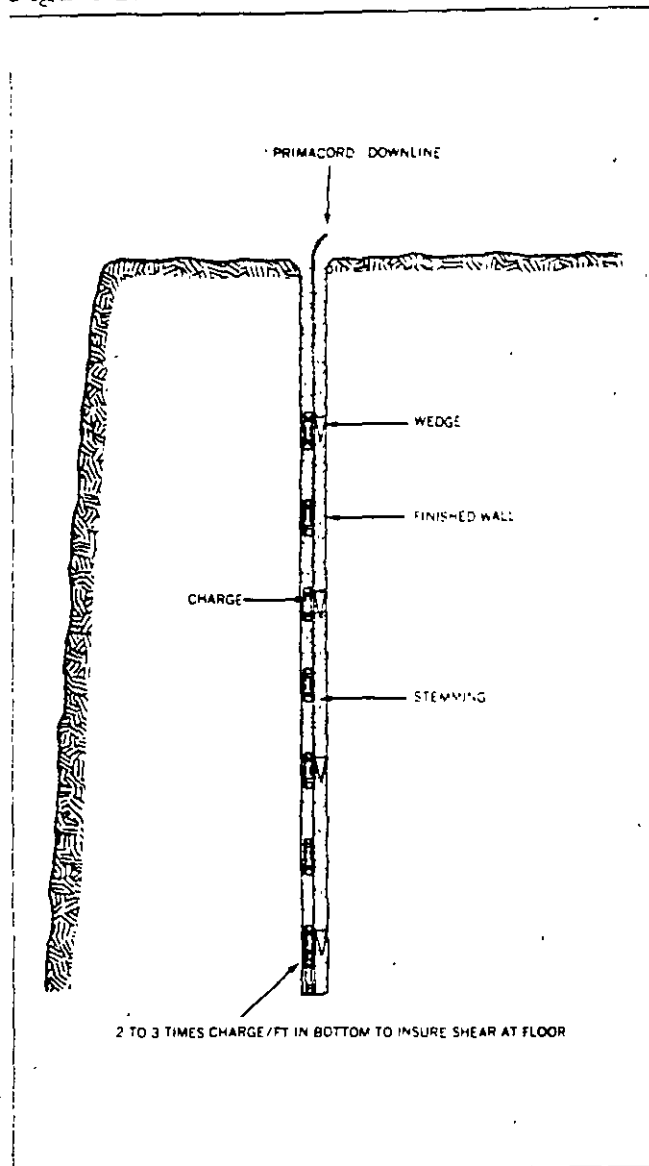 PRIMACORD DOWNLINE
WEDGE
FINISHED WALL
CHARGE
STEMMING
2 TO 3 TIMES CHARGE/FT IN BOTTOM TO INSURE SHEAR AT FLOOR